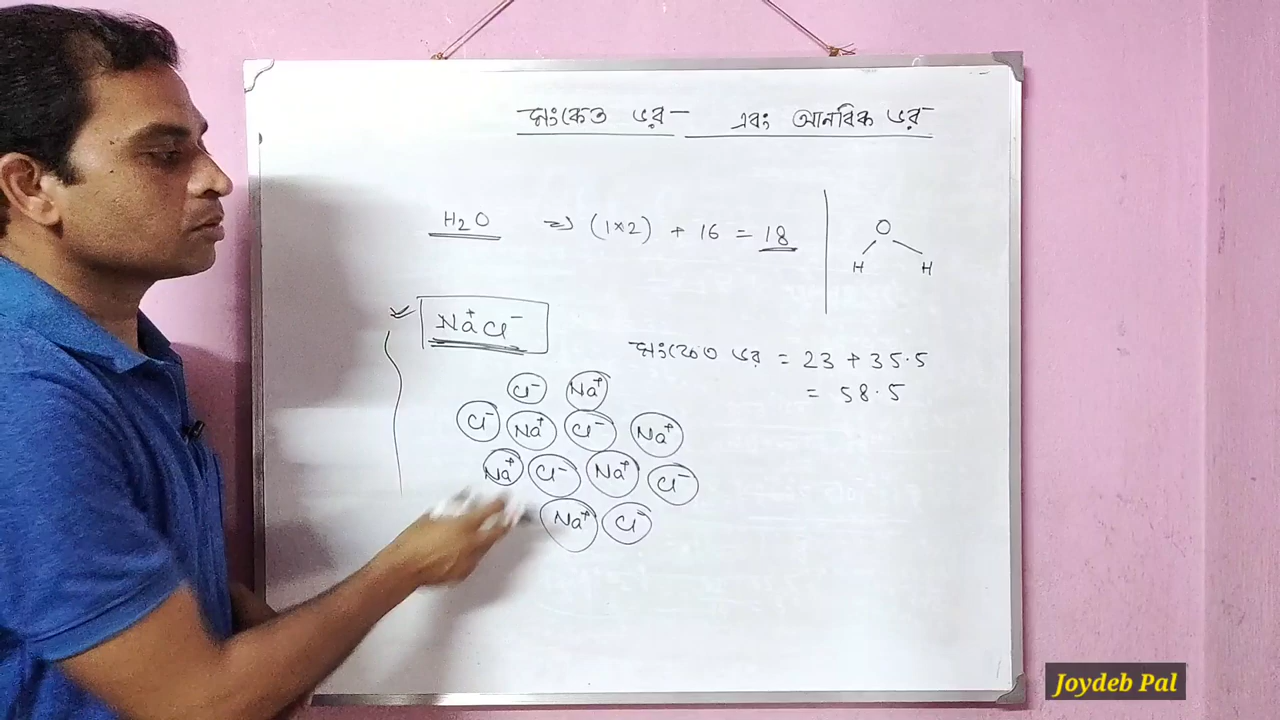 সংকেত ভর এবং আনবিক ভর
H₂O ⇒ (1×2) + 16 = 18
O
H H
Na⁺Cl⁻
সংকেত ভর = 23 + 35.5
= 58.5
Cl⁻ Na⁺
Cl⁻ Na⁺ Cl⁻ Na⁺
Na⁺ Cl⁻ Na⁺ Cl⁻
Na⁺ Cl⁻
Joydeb Pal